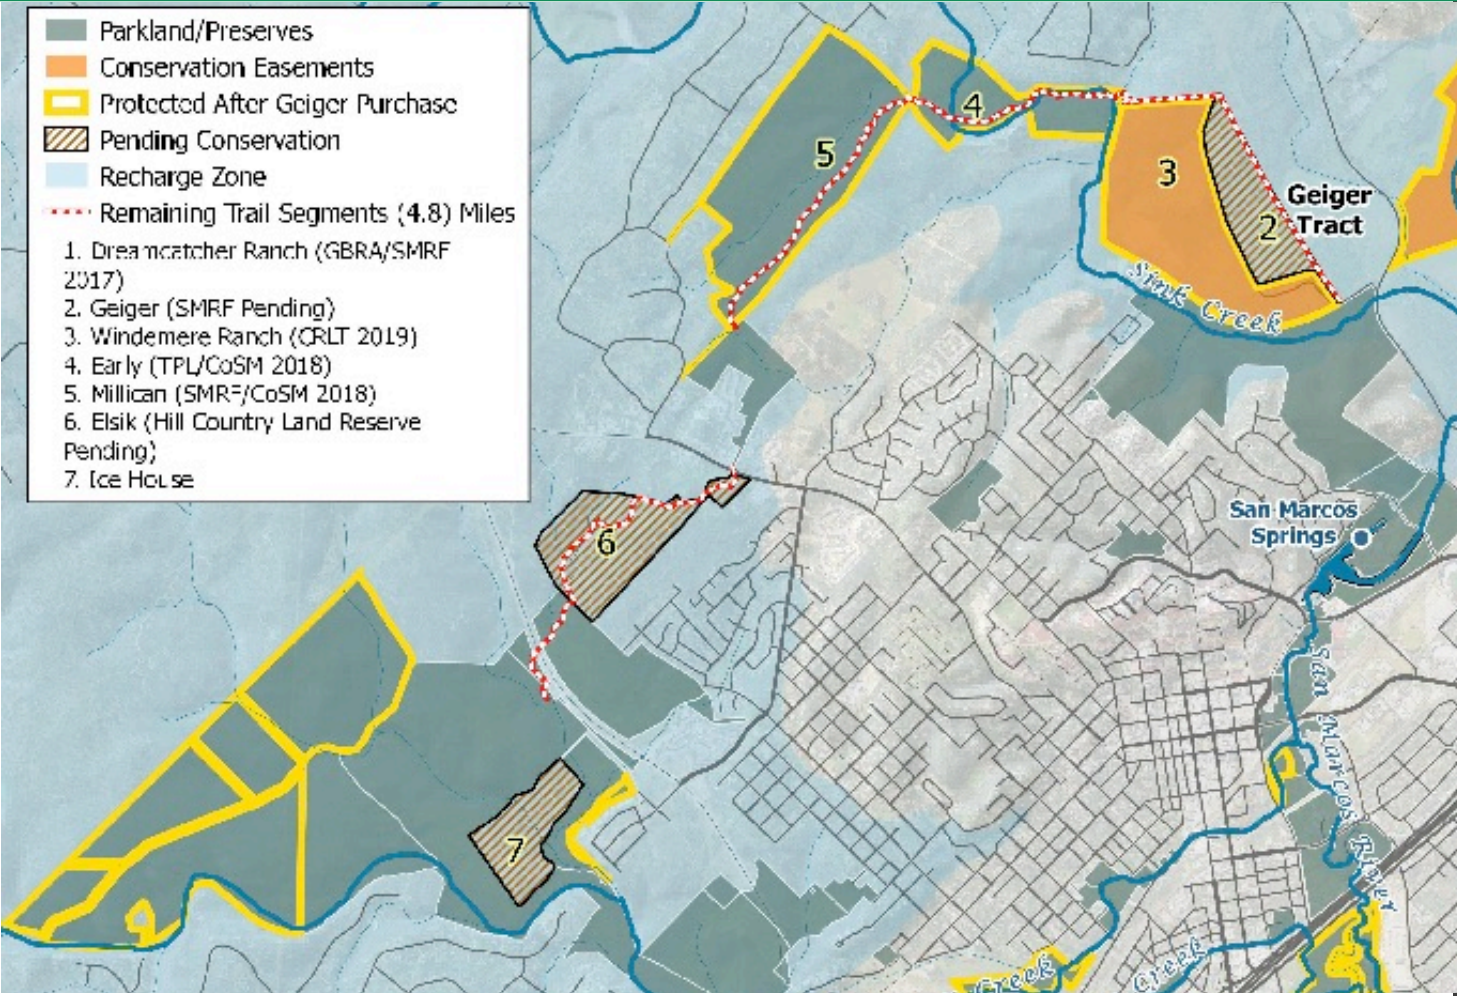 Parkland/Preserves
Conservation Easements
Protected After Geiger Purchase
Pending Conservation
Recharge Zone
Remaining Trail Segments (4.8) Miles
1. Dreamcatcher Ranch (GBRA/SMRF
2017)
2. Geiger (SMRF Pending)
3. Windemere Ranch (CRLT 2019)
4. Early (TPL/CoSM 2018)
5. Millican (SMRF/CoSM 2018)
6. Elsik (Hill Country Land Reserve
Pending)
7. Ice House
4
5
3
Geiger
Tract
2
Sink Creek
San Marcos
Springs
6
San Marcos River
7
Creek
Creek